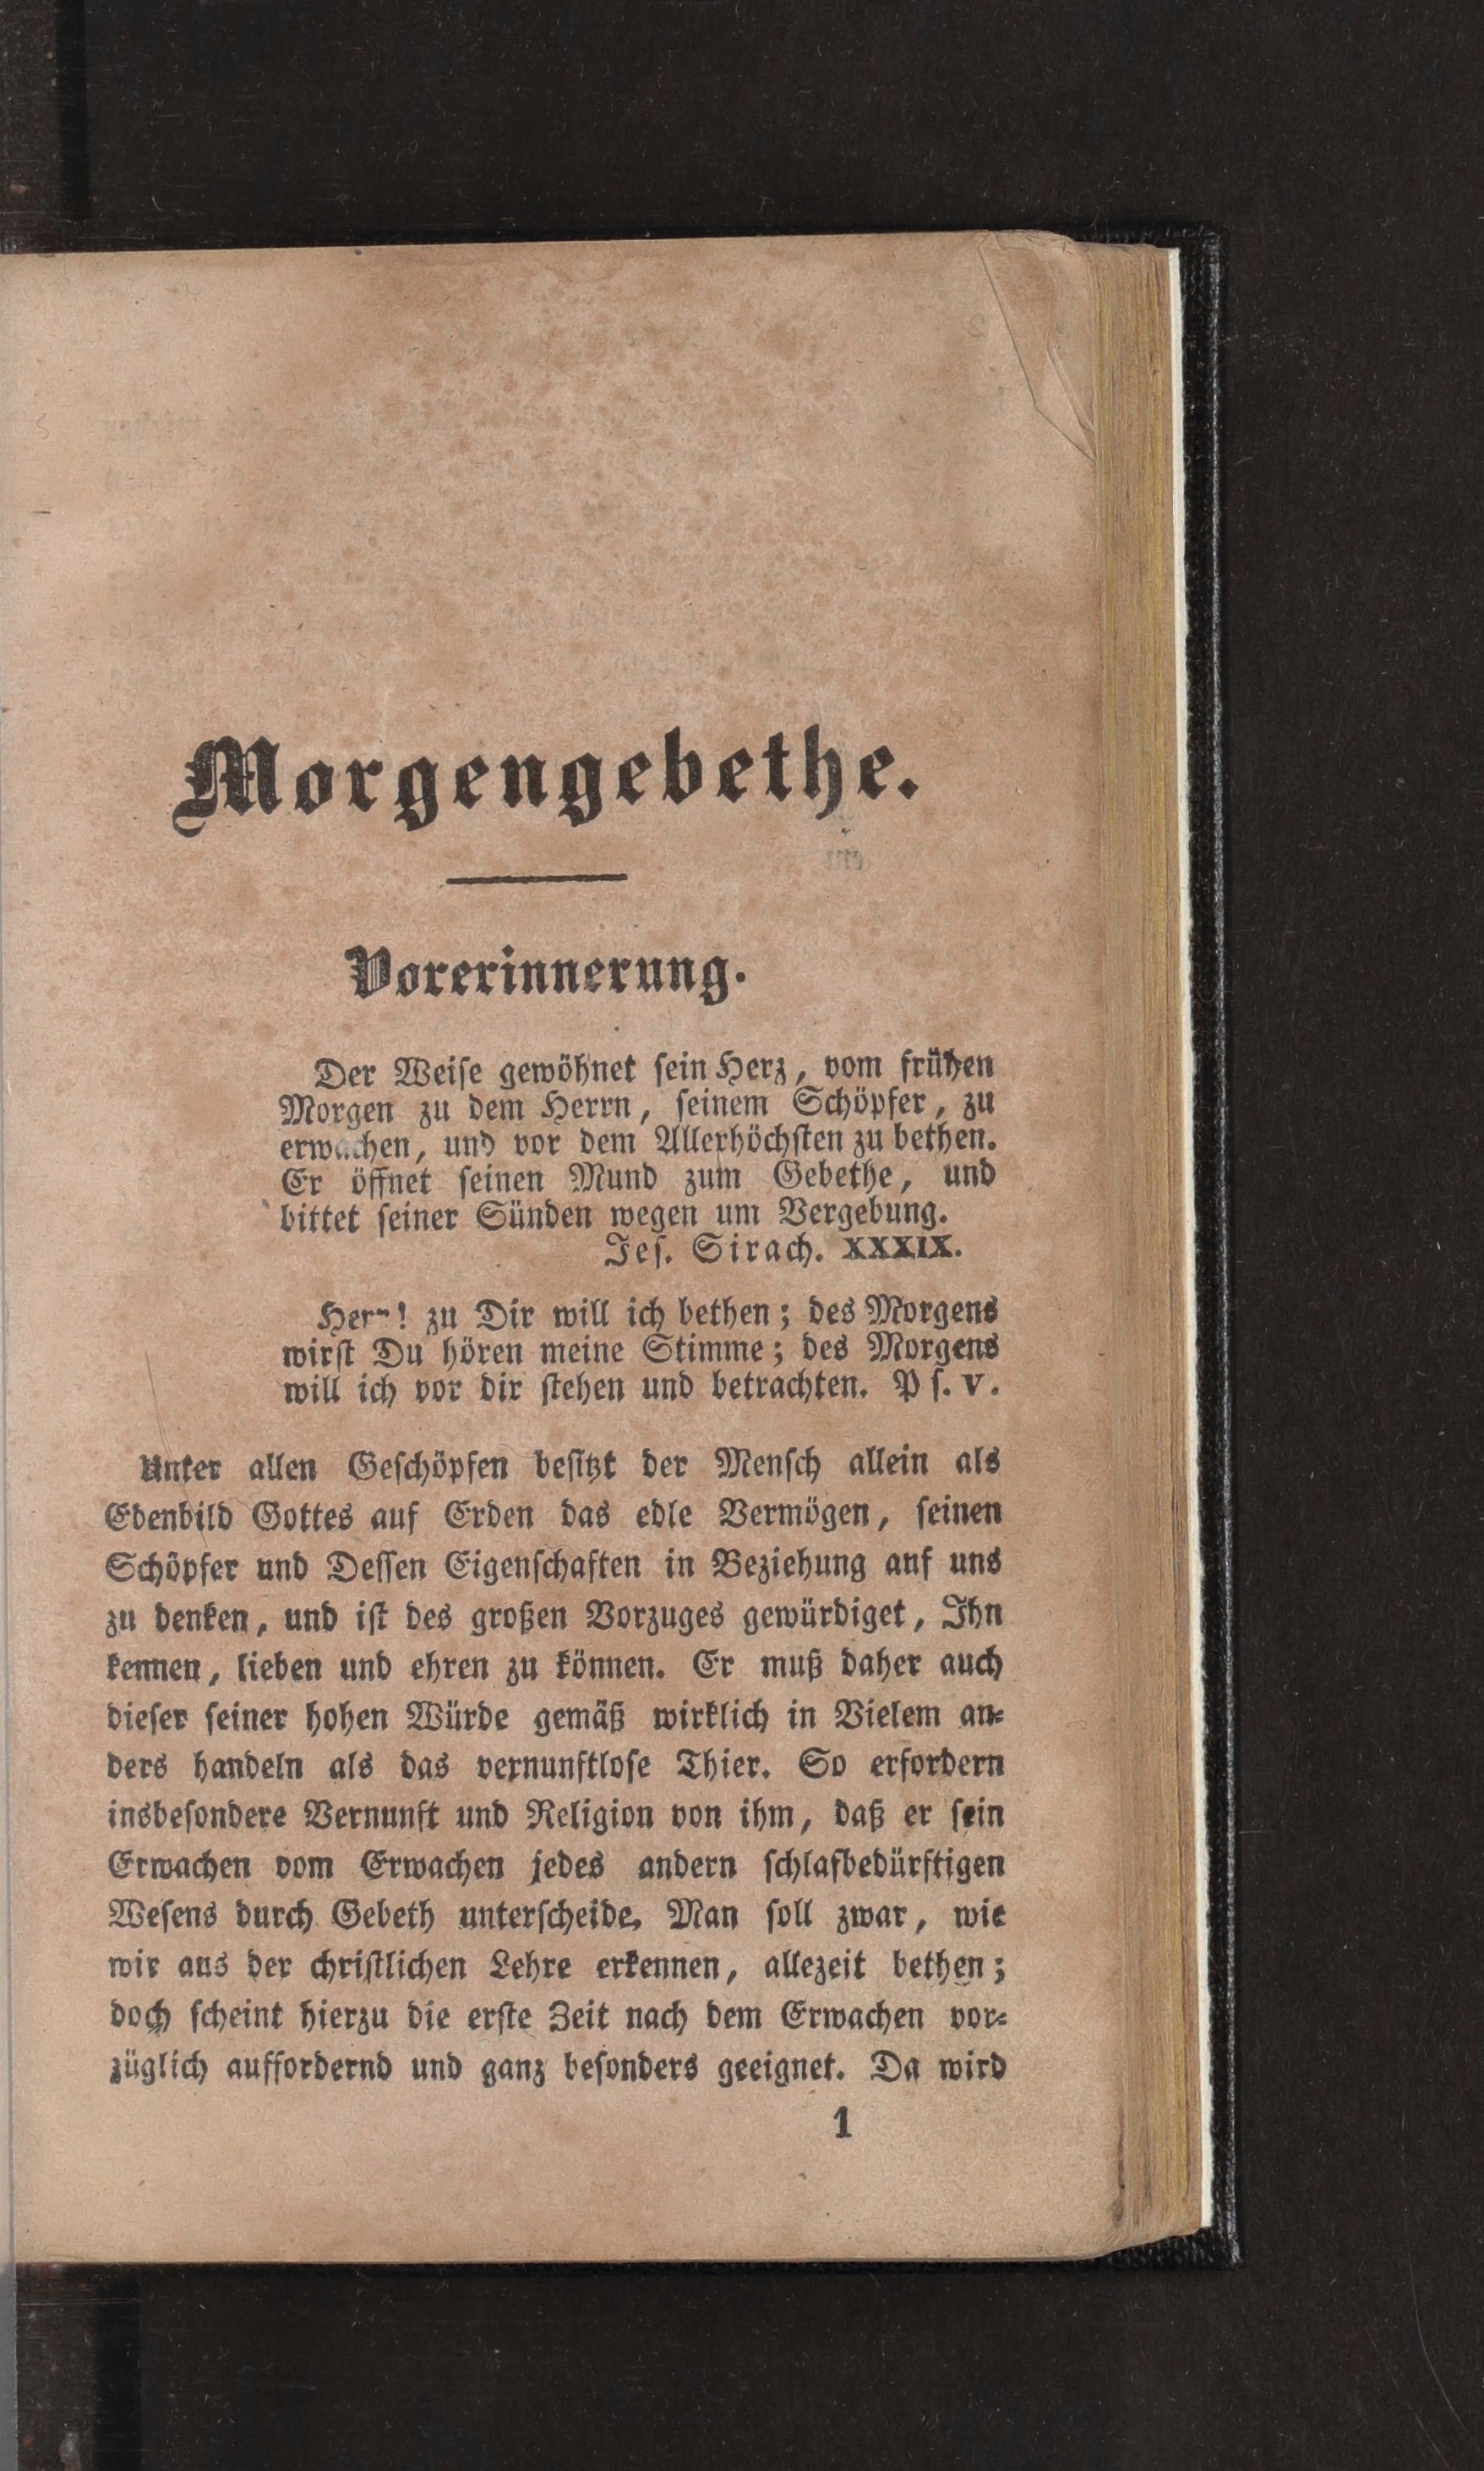 Morgengebethe.
Vorerinnerung.
Der Weise gewöhnet sein Herz, vom frühen
Morgen zu dem Herrn, seinem Schöpfer, zu
erwachen, und vor dem Allerhöchsten zu bethen.
Er öffnet seinen Mund zum Gebethe, und
bittet seiner Sünden wegen um Vergebung.
Jes. Sirach. XXXIX.
Herr! zu Dir will ich bethen; des Morgens
wirst Du hören meine Stimme; des Morgens
will ich vor dir stehen und betrachten. Ps. V.
Unter allen Geschöpfen besitzt der Mensch allein als
Ebenbild Gottes auf Erden das edle Vermögen, seinen
Schöpfer und Dessen Eigenschaften in Beziehung auf uns
zu denken, und ist des großen Vorzuges gewürdiget, Ihn
kennen, lieben und ehren zu können. Er muß daher auch
dieser seiner hohen Würde gemäß wirklich in Vielem an-
ders handeln als das vernunftlose Thier. So erfordern
insbesondere Vernunft und Religion von ihm, daß er sein
Erwachen vom Erwachen jedes andern schlafbedürftigen
Wesens durch Gebeth unterscheide. Man soll zwar, wie
wir aus der christlichen Lehre erkennen, allezeit bethen;
doch scheint hierzu die erste Zeit nach dem Erwachen vor-
züglich auffordernd und ganz besonders geeignet. Da wird
1